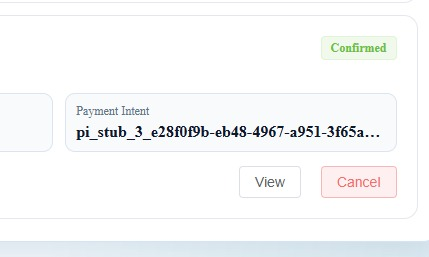 Confirmed
Payment Intent
pi_stub_3_e28f0f9b-eb48-4967-a951-3f65a...
View
Cancel